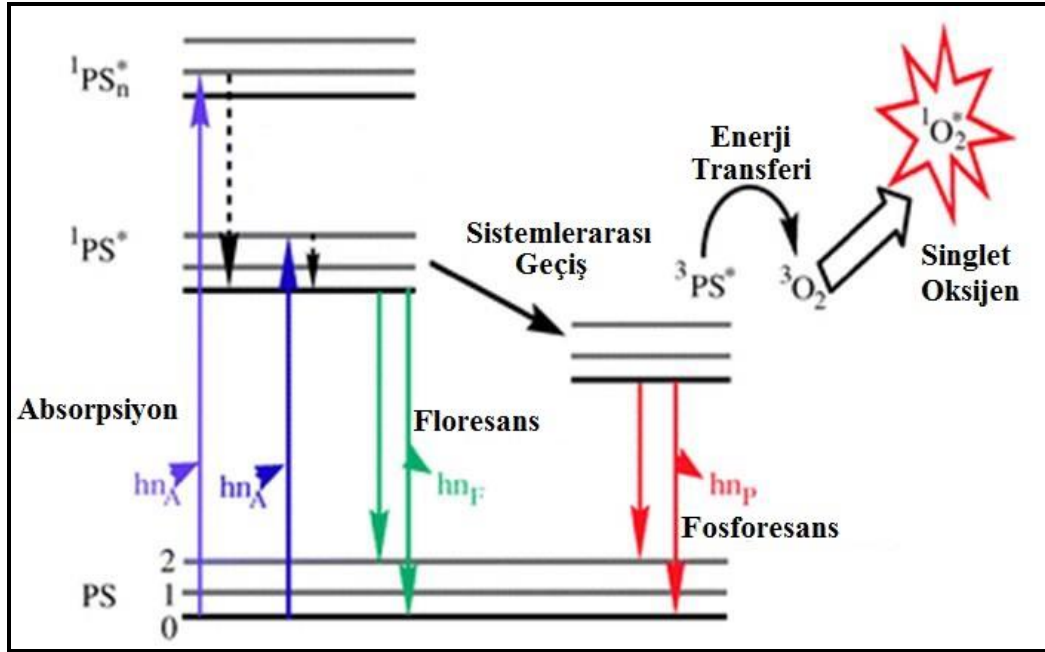 ¹PSₙ*
¹PS*
Absorpsiyon
hn_A
hn_A
Floresans
hn_F
Sistemlerarası
Geçiş
Enerji
Transferi
³PS*
³O₂
¹O₂*
Singlet
Oksijen
hn_P
Fosforesans
PS
2
1
0